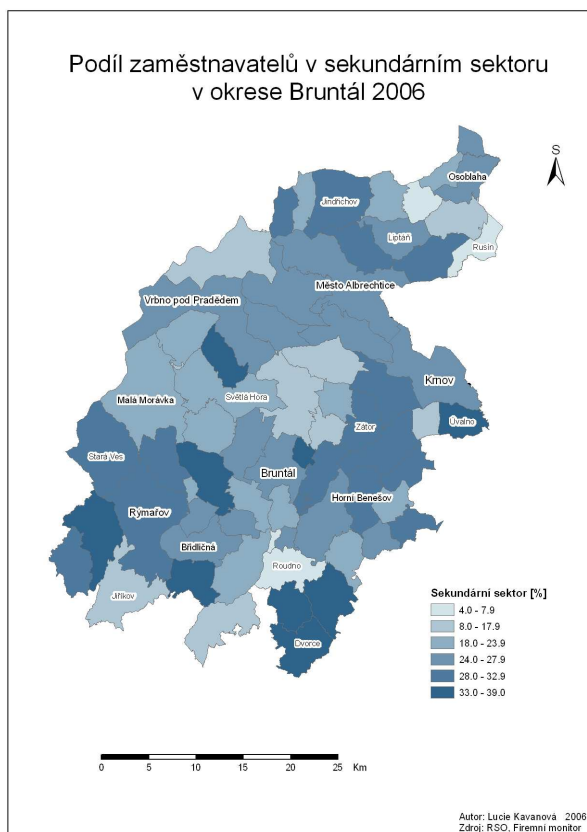 Podíl zaměstnavatelů v sekundárním sektoru
v okrese Bruntál 2006
S
Osoblaha
Jindřichov
Liptaň
Rusín
Město Albrechtice
Vrbno pod Pradědem
Krnov
Světlá Hora
Malá Morávka
Úvalno
Zátor
Stará Ves
Bruntál
Horní Benešov
Rýmařov
Břidličná
Roudno
Jiříkov
Dvorce
Sekundární sektor [%]
4.0 - 7.9
8.0 - 17.9
18.0 - 23.9
24.0 - 27.9
28.0 - 32.9
33.0 - 39.0
0 5 10 15 20 25
Km
Autor: Lucie Kavanová 2006
Zdroj: RSO, Firemní monitor